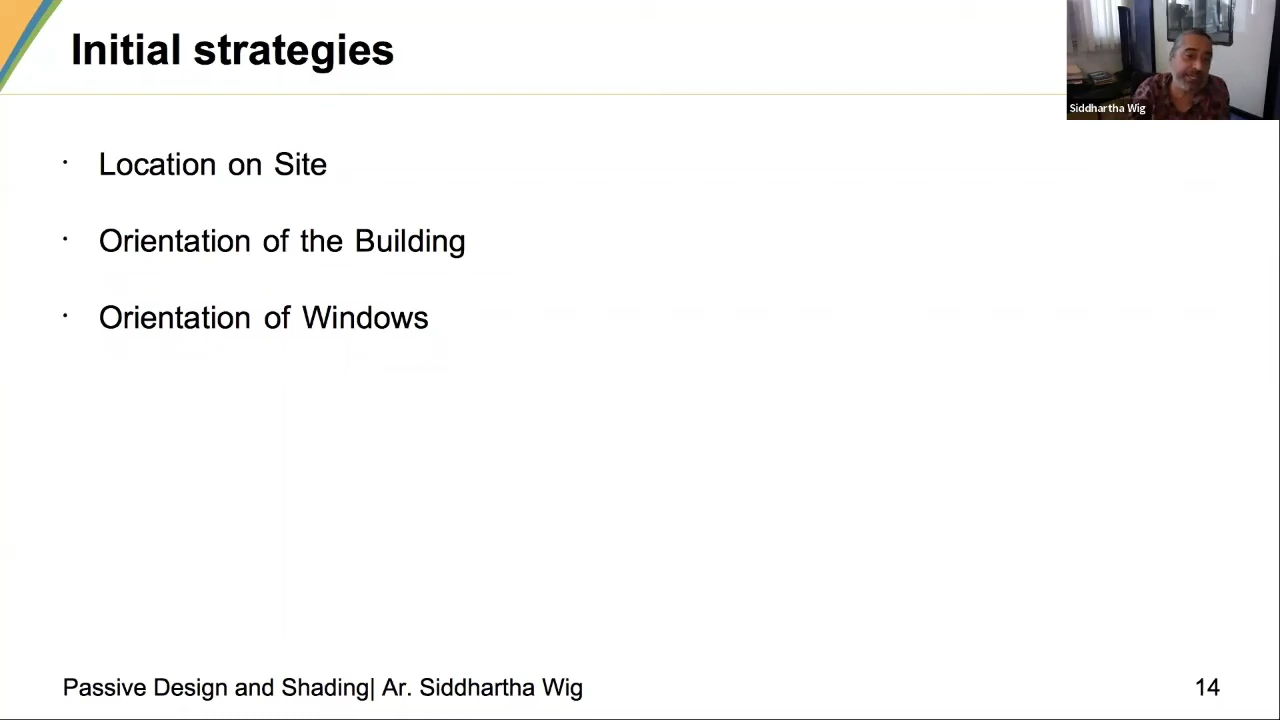 Initial strategies
Siddhartha Wig
· Location on Site
· Orientation of the Building
· Orientation of Windows
Passive Design and Shading| Ar. Siddhartha Wig
14